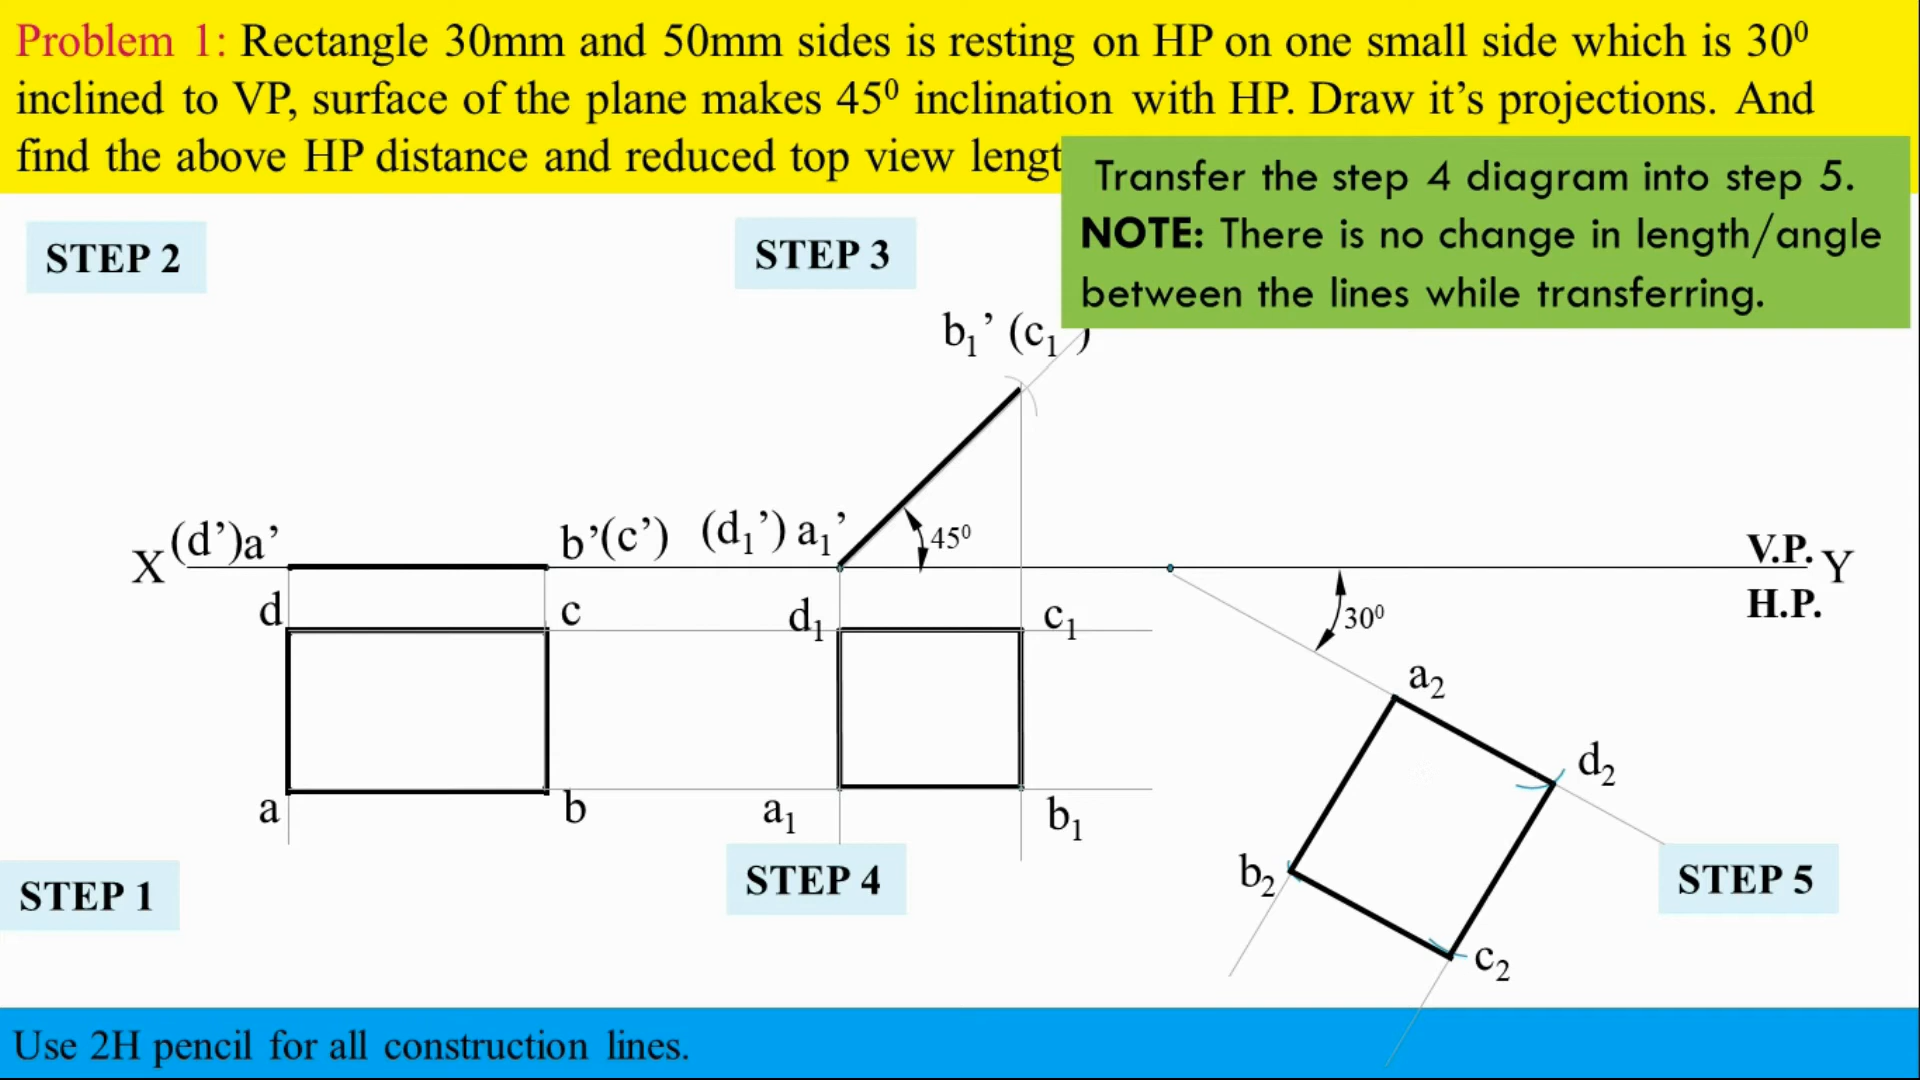 Problem 1: Rectangle 30mm and 50mm sides is resting on HP on one small side which is 30⁰
inclined to VP, surface of the plane makes 45⁰ inclination with HP. Draw it's projections. And
find the above HP distance and reduced top view lengt
Transfer the step 4 diagram into step 5.
NOTE: There is no change in length/angle
between the lines while transferring.
STEP 2
STEP 3
b₁’ (c₁ )
X
(d’)a’
b’(c’)
(d₁’) a₁’
45⁰
V.P.
Y
H.P.
d
c
d₁
c₁
30⁰
a₂
d₂
a
b
a₁
b₁
b₂
c₂
STEP 1
STEP 4
STEP 5
Use 2H pencil for all construction lines.